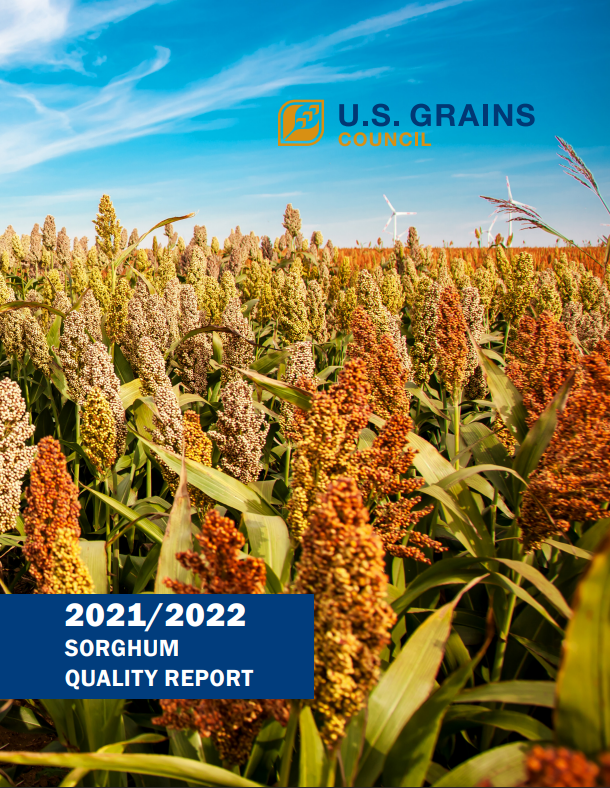 U.S. GRAINS
COUNCIL
2021/2022
SORGHUM
QUALITY REPORT